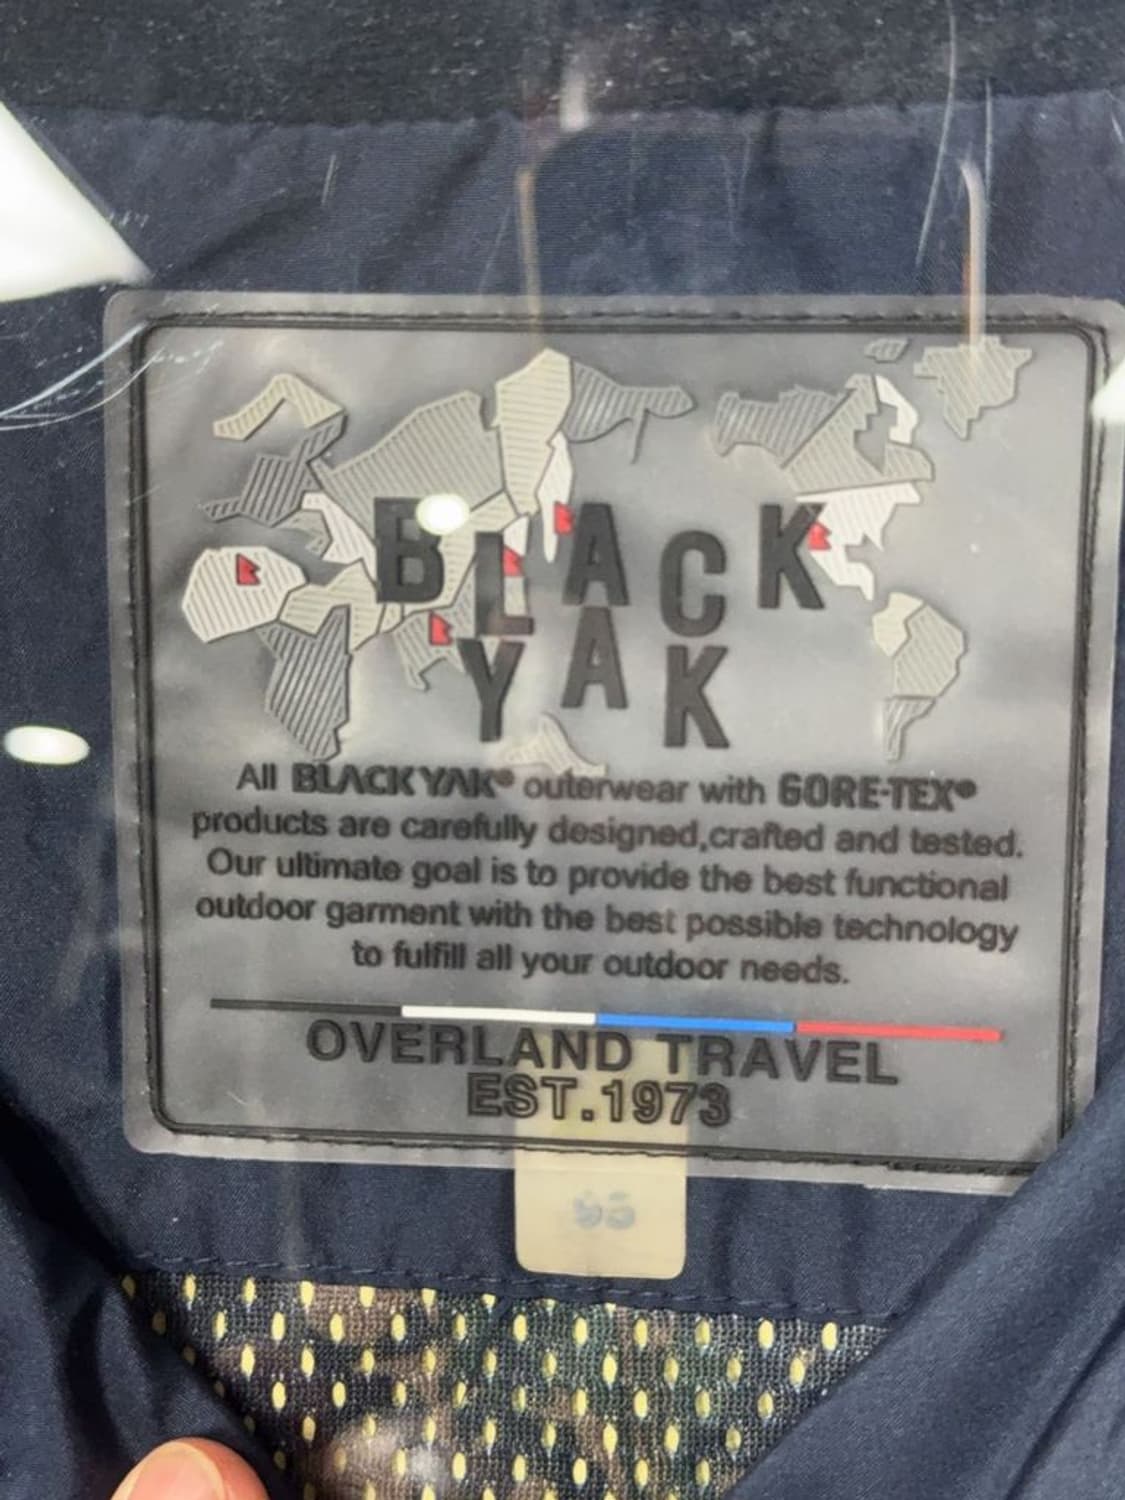 BLACK
YAK
All BLACKYAK® outerwear with GORE-TEX®
products are carefully designed,crafted and tested.
Our ultimate goal is to provide the best functional
outdoor garment with the best possible technology
to fulfill all your outdoor needs.
OVERLAND TRAVEL
EST.1973